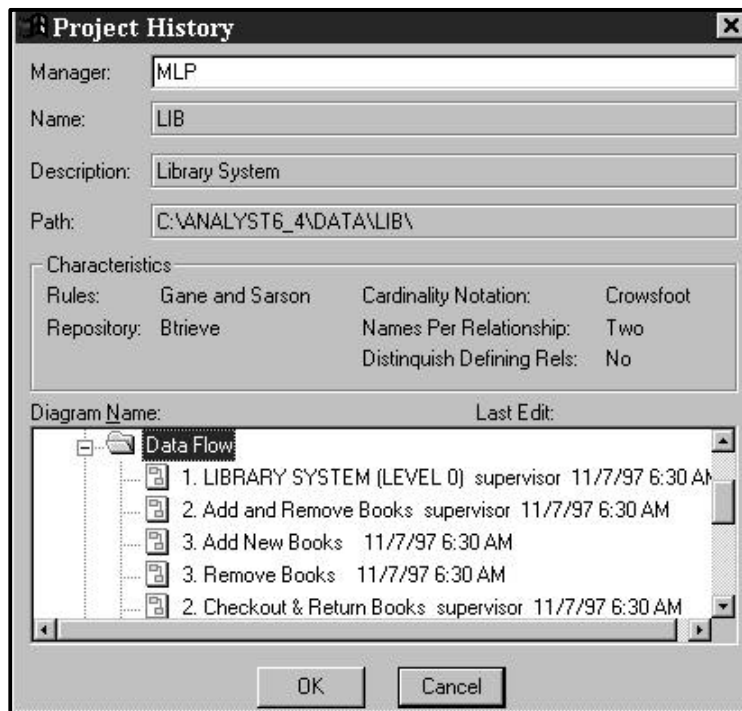 Project History
Manager: MLP
Name: LIB
Description: Library System
Path: C:\ANALYST6_4\DATA\LIB\
Characteristics
Rules: Gane and Sarson Cardinality Notation: Crowsfoot
Repository: Btrieve Names Per Relationship: Two
Distinquish Defining Rels: No
Diagram Name: Last Edit:
Data Flow
1. LIBRARY SYSTEM (LEVEL 0) supervisor 11/7/97 6:30 AM
2. Add and Remove Books supervisor 11/7/97 6:30 AM
3. Add New Books 11/7/97 6:30 AM
3. Remove Books 11/7/97 6:30 AM
2. Checkout & Return Books supervisor 11/7/97 6:30 AM
OK Cancel